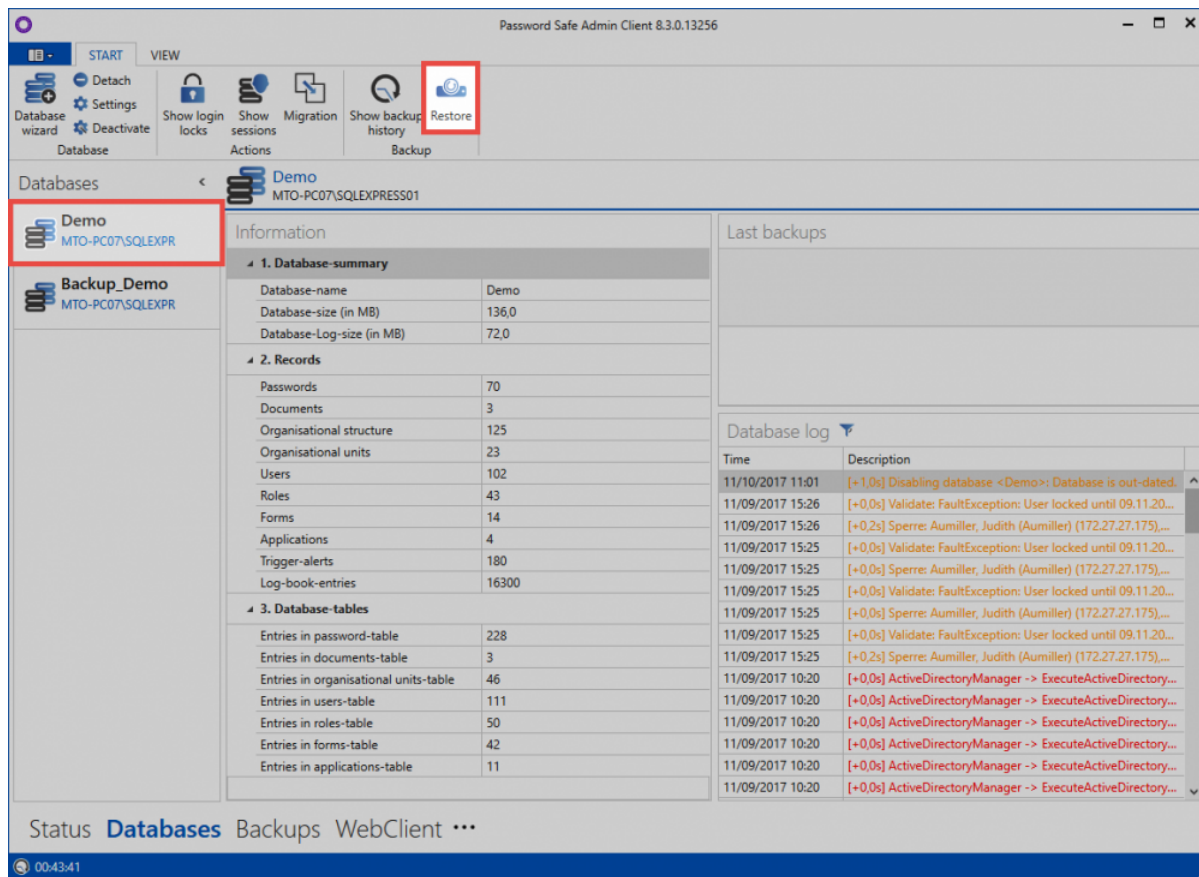 Password Safe Admin Client 8.3.0.13256
START VIEW
Detach
Settings
Deactivate
Database wizard
Show login locks
Show sessions
Migration
Show backup history
Restore
Database
Actions
Backup
Databases
Demo
MTO-PC07\SQLEXPR
Backup_Demo
MTO-PC07\SQLEXPR
Demo
MTO-PC07\SQLEXPRESS01
Information
1. Database-summary
Database-name Demo
Database-size (in MB) 136,0
Database-Log-size (in MB) 72,0
2. Records
Passwords 70
Documents 3
Organisational structure 125
Organisational units 23
Users 102
Roles 43
Forms 14
Applications 4
Trigger-alerts 180
Log-book-entries 16300
3. Database-tables
Entries in password-table 228
Entries in documents-table 3
Entries in organisational units-table 46
Entries in users-table 111
Entries in roles-table 50
Entries in forms-table 42
Entries in applications-table 11
Last backups
Database log
Time Description
11/10/2017 11:01 [+1,0s] Disabling database <Demo>: Database is out-dated.
11/09/2017 15:26 [+0,0s] Validate: FaultException: User locked until 09.11.20...
11/09/2017 15:26 [+0,2s] Sperre: Aumiller, Judith (Aumiller) (172.27.27.175),...
11/09/2017 15:25 [+0,0s] Validate: FaultException: User locked until 09.11.20...
11/09/2017 15:25 [+0,0s] Sperre: Aumiller, Judith (Aumiller) (172.27.27.175),...
11/09/2017 15:25 [+0,0s] Validate: FaultException: User locked until 09.11.20...
11/09/2017 15:25 [+0,0s] Sperre: Aumiller, Judith (Aumiller) (172.27.27.175),...
11/09/2017 15:25 [+0,0s] Validate: FaultException: User locked until 09.11.20...
11/09/2017 15:25 [+0,2s] Sperre: Aumiller, Judith (Aumiller) (172.27.27.175),...
11/09/2017 10:20 [+0,0s] ActiveDirectoryManager -> ExecuteActiveDirectory...
11/09/2017 10:20 [+0,0s] ActiveDirectoryManager -> ExecuteActiveDirectory...
11/09/2017 10:20 [+0,0s] ActiveDirectoryManager -> ExecuteActiveDirectory...
11/09/2017 10:20 [+0,0s] ActiveDirectoryManager -> ExecuteActiveDirectory...
11/09/2017 10:20 [+0,0s] ActiveDirectoryManager -> ExecuteActiveDirectory...
11/09/2017 10:20 [+0,0s] ActiveDirectoryManager -> ExecuteActiveDirectory...
Status Databases Backups WebClient ...
00:43:41